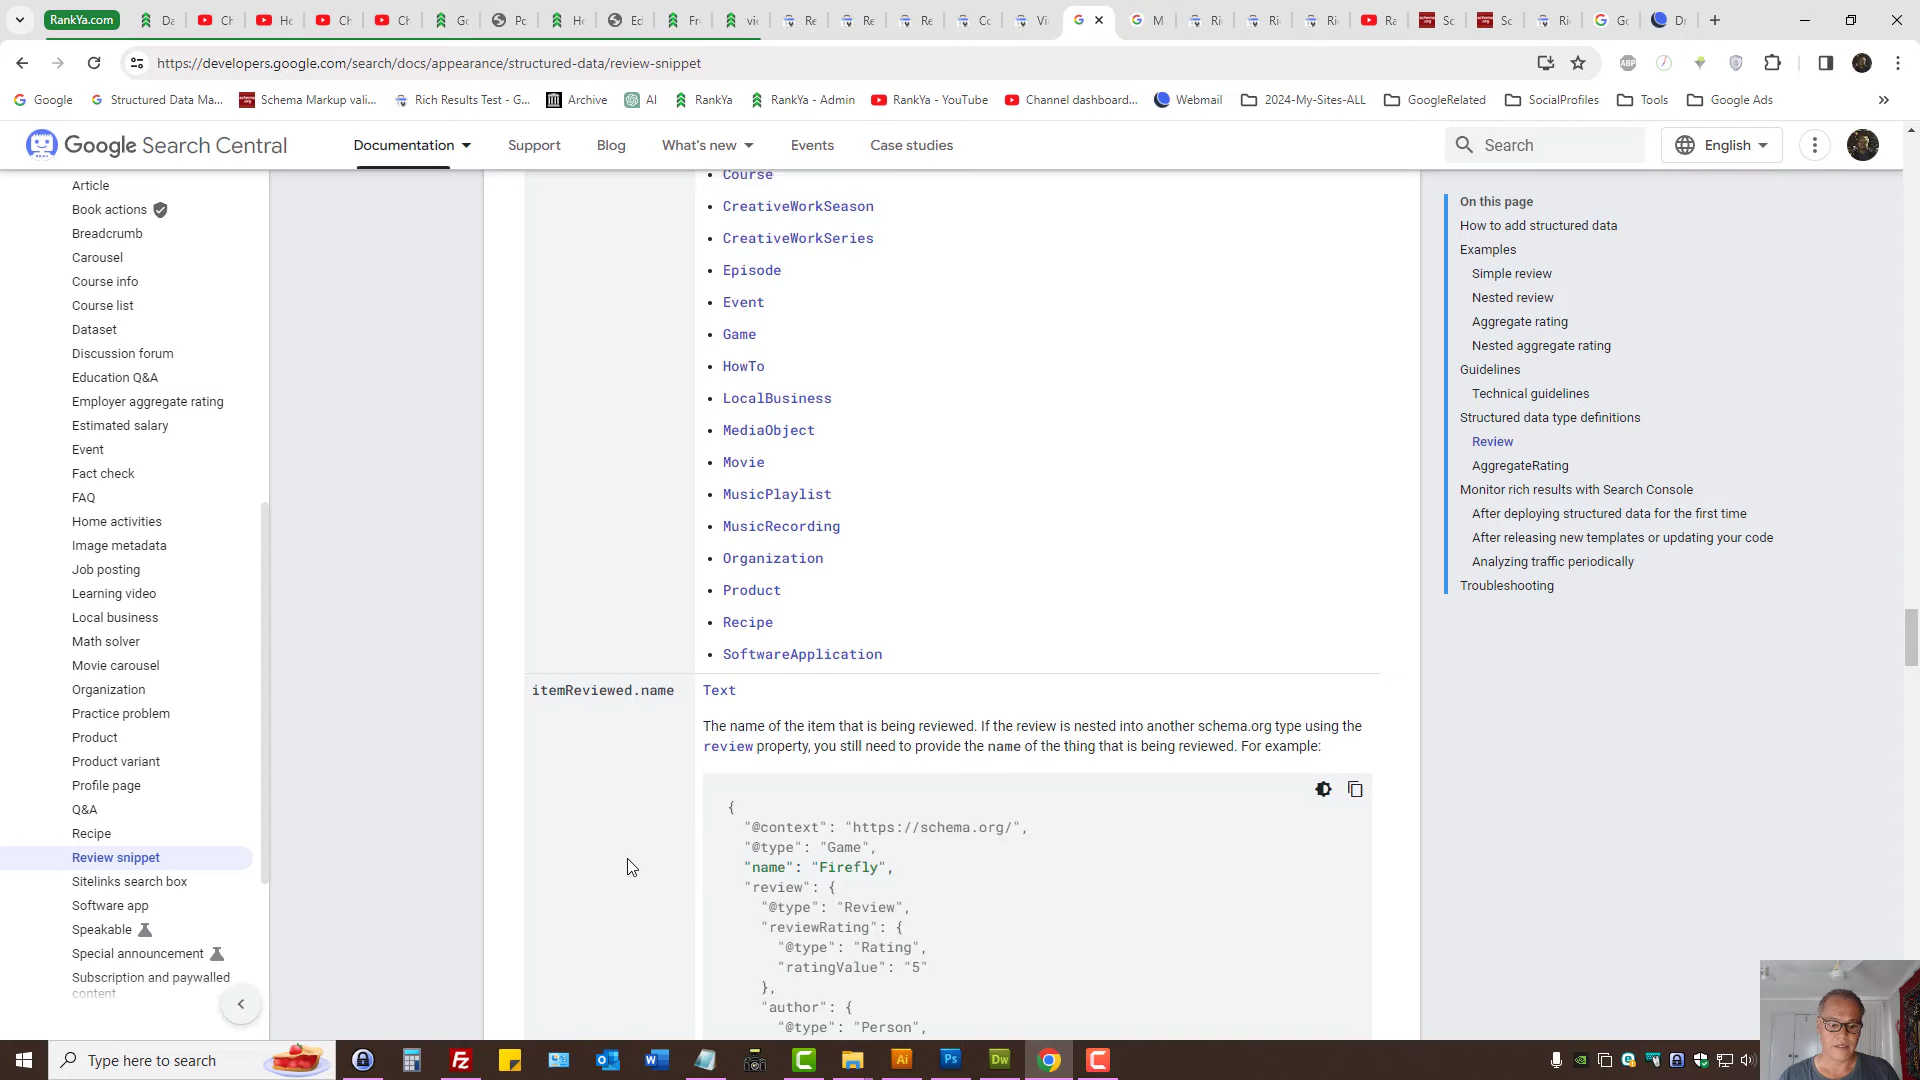 RankYa.com
https://developers.google.com/search/docs/appearance/structured-data/review-snippet
Google
Structured Data Ma...
Schema Markup vali...
Rich Results Test - G...
Archive
AI
RankYa
RankYa - Admin
RankYa - YouTube
Channel dashboard...
Webmail
2024-My-Sites-ALL
GoogleRelated
SocialProfiles
Tools
Google Ads
Google Search Central
Documentation
Support
Blog
What's new
Events
Case studies
Search
English
Article
Book actions
Breadcrumb
Carousel
Course info
Course list
Dataset
Discussion forum
Education Q&A
Employer aggregate rating
Estimated salary
Event
Fact check
FAQ
Home activities
Image metadata
Job posting
Learning video
Local business
Math solver
Movie carousel
Organization
Practice problem
Product
Product variant
Profile page
Q&A
Recipe
Review snippet
Sitelinks search box
Software app
Speakable
Special announcement
Subscription and paywalled
content
Course
CreativeWorkSeason
CreativeWorkSeries
Episode
Event
Game
HowTo
LocalBusiness
MediaObject
Movie
MusicPlaylist
MusicRecording
Organization
Product
Recipe
SoftwareApplication
itemReviewed.name
Text
The name of the item that is being reviewed. If the review is nested into another schema.org type using the
review property, you still need to provide the name of the thing that is being reviewed. For example:
{
"@context": "https://schema.org/",
"@type": "Game",
"name": "Firefly",
"review": {
"@type": "Review",
"reviewRating": {
"@type": "Rating",
"ratingValue": "5"
},
"author": {
"@type": "Person",
On this page
How to add structured data
Examples
Simple review
Nested review
Aggregate rating
Nested aggregate rating
Guidelines
Technical guidelines
Structured data type definitions
Review
AggregateRating
Monitor rich results with Search Console
After deploying structured data for the first time
After releasing new templates or updating your code
Analyzing traffic periodically
Troubleshooting
Type here to search